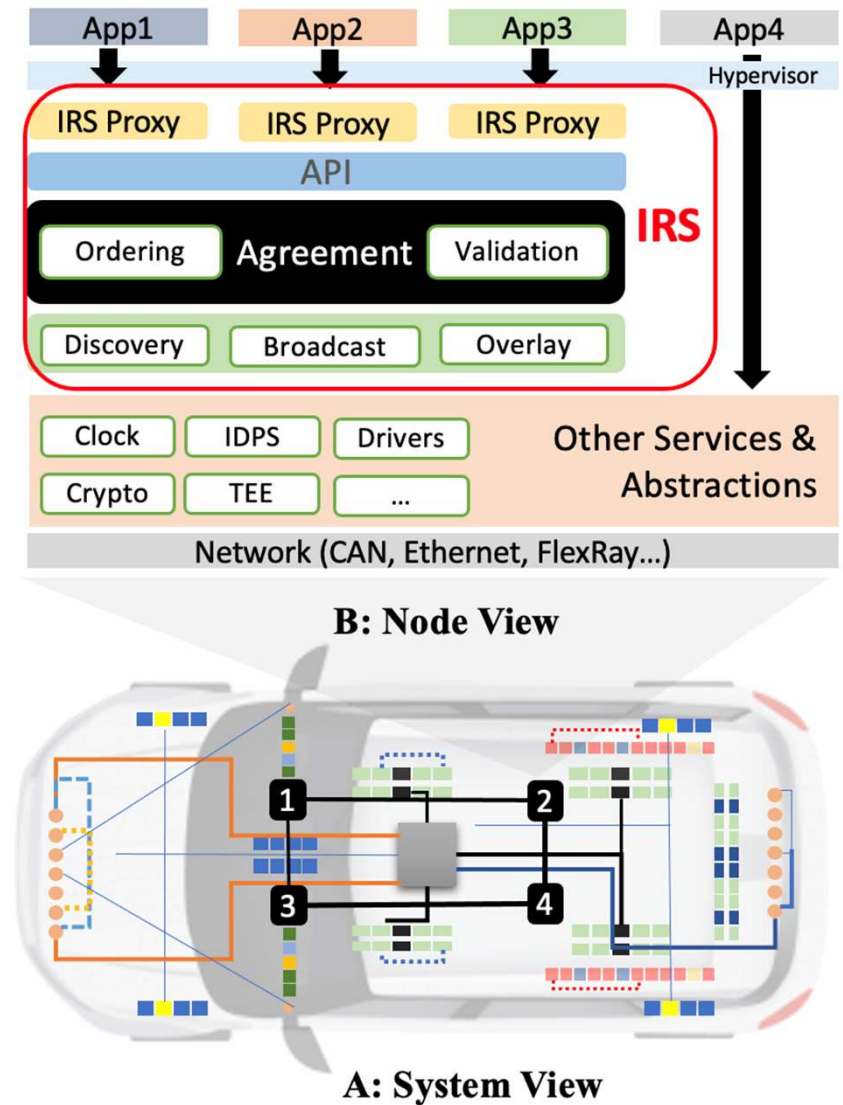 App1 App2 App3 App4
Hypervisor
IRS Proxy IRS Proxy IRS Proxy
API
IRS
Ordering Agreement Validation
Discovery Broadcast Overlay
Clock IDPS Drivers
Other Services &
Abstractions
Crypto TEE ...
Network (CAN, Ethernet, FlexRay...)
B: Node View
1 2
3 4
A: System View